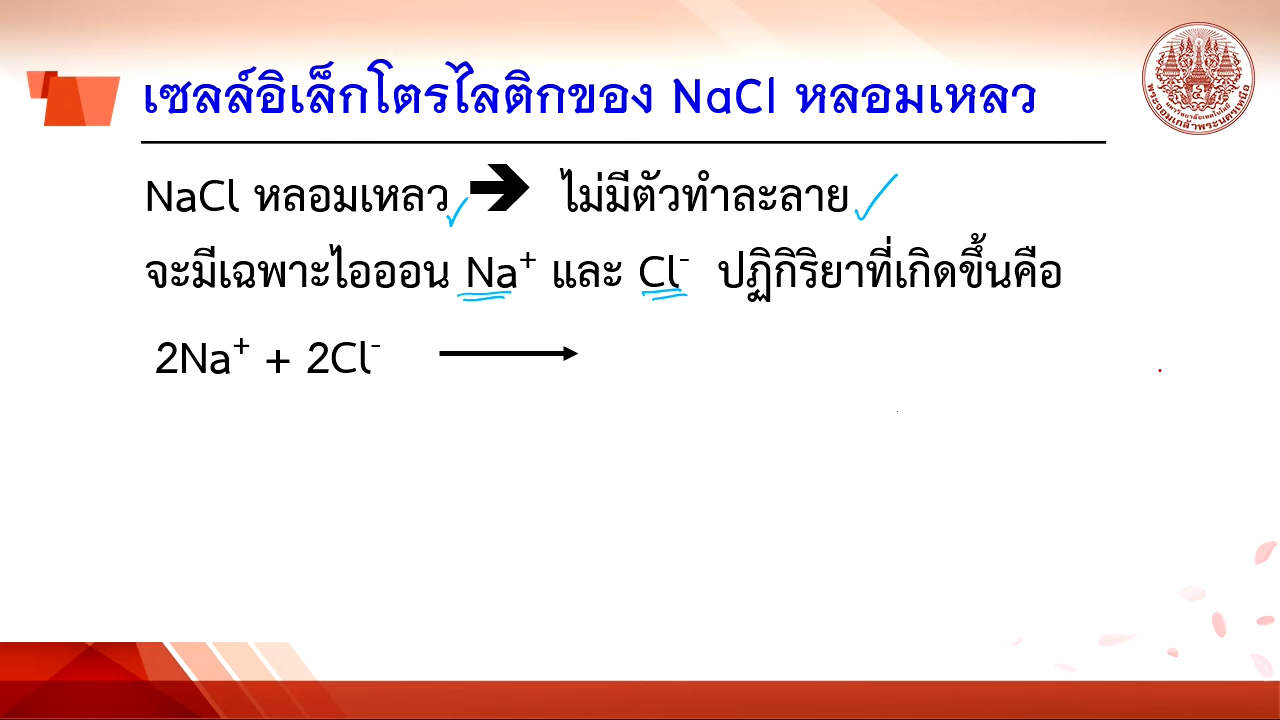 เซลล์อิเล็กโตรไลติกของ NaCl หลอมเหลว
NaCl หลอมเหลว ➔ ไม่มีตัวทำละลาย
จะมีเฉพาะไอออน Na⁺ และ Cl⁻ ปฏิกิริยาที่เกิดขึ้นคือ
2Na⁺ + 2Cl⁻ ⟶